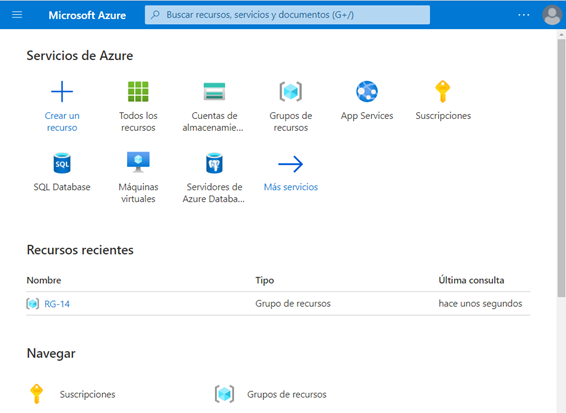 Microsoft Azure
Buscar recursos, servicios y documentos (G+/)
Servicios de Azure
Crear un
recurso
Todos los
recursos
Cuentas de
almacenamie...
Grupos de
recursos
App Services
Suscripciones
SQL
SQL Database
Máquinas
virtuales
Servidores de
Azure Databa...
Más servicios
Recursos recientes
Nombre Tipo Última consulta
RG-14 Grupo de recursos hace unos segundos
Navegar
Suscripciones Grupos de recursos